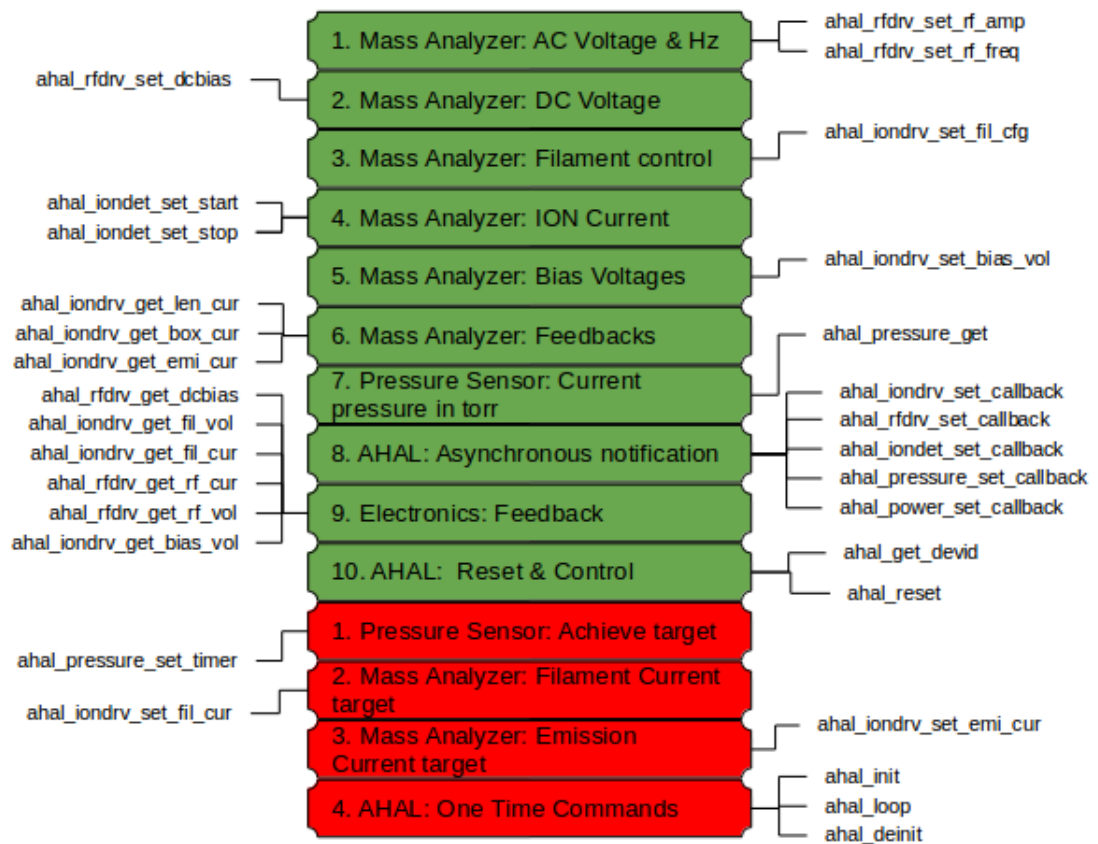 1. Mass Analyzer: AC Voltage & Hz
ahal_rfdrv_set_rf_amp
ahal_rfdrv_set_rf_freq
ahal_rfdrv_set_dcbias
2. Mass Analyzer: DC Voltage
3. Mass Analyzer: Filament control
ahal_iondrv_set_fil_cfg
ahal_iondet_set_start
ahal_iondet_set_stop
4. Mass Analyzer: ION Current
5. Mass Analyzer: Bias Voltages
ahal_iondrv_set_bias_vol
ahal_iondrv_get_len_cur
ahal_iondrv_get_box_cur
ahal_iondrv_get_emi_cur
6. Mass Analyzer: Feedbacks
7. Pressure Sensor: Current
pressure in torr
ahal_pressure_get
8. AHAL: Asynchronous notification
ahal_iondrv_set_callback
ahal_rfdrv_set_callback
ahal_iondet_set_callback
ahal_pressure_set_callback
ahal_power_set_callback
ahal_rfdrv_get_dcbias
ahal_iondrv_get_fil_vol
ahal_iondrv_get_fil_cur
ahal_rfdrv_get_rf_cur
ahal_rfdrv_get_rf_vol
ahal_iondrv_get_bias_vol
9. Electronics: Feedback
10. AHAL:  Reset & Control
ahal_get_devid
ahal_reset
1. Pressure Sensor: Achieve target
ahal_pressure_set_timer
2. Mass Analyzer: Filament Current
target
ahal_iondrv_set_fil_cur
3. Mass Analyzer: Emission
Current target
ahal_iondrv_set_emi_cur
4. AHAL: One Time Commands
ahal_init
ahal_loop
ahal_deinit